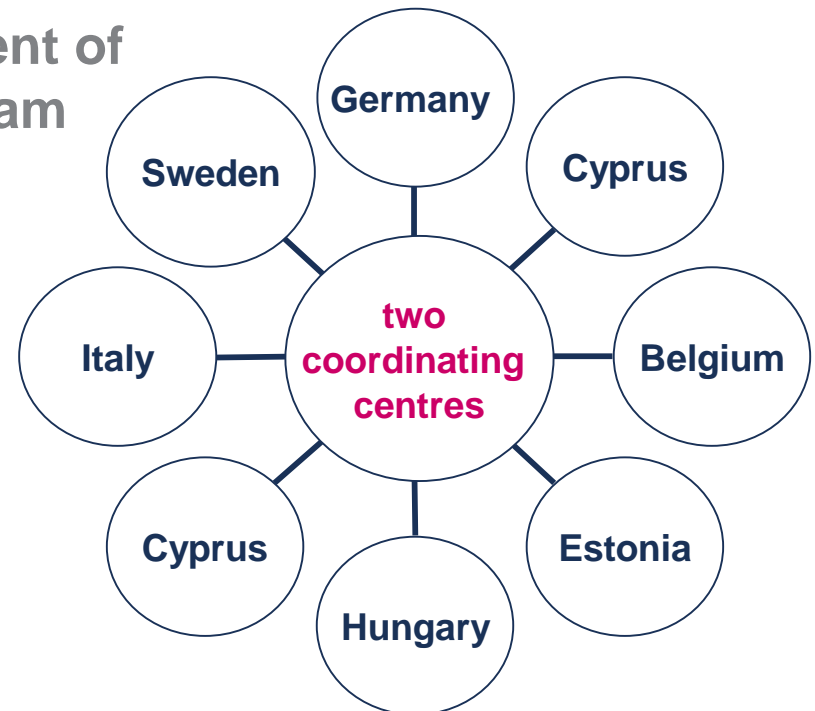 ent of
am
Germany
Sweden
Cyprus
two
coordinating
centres
Italy
Belgium
Cyprus
Estonia
Hungary